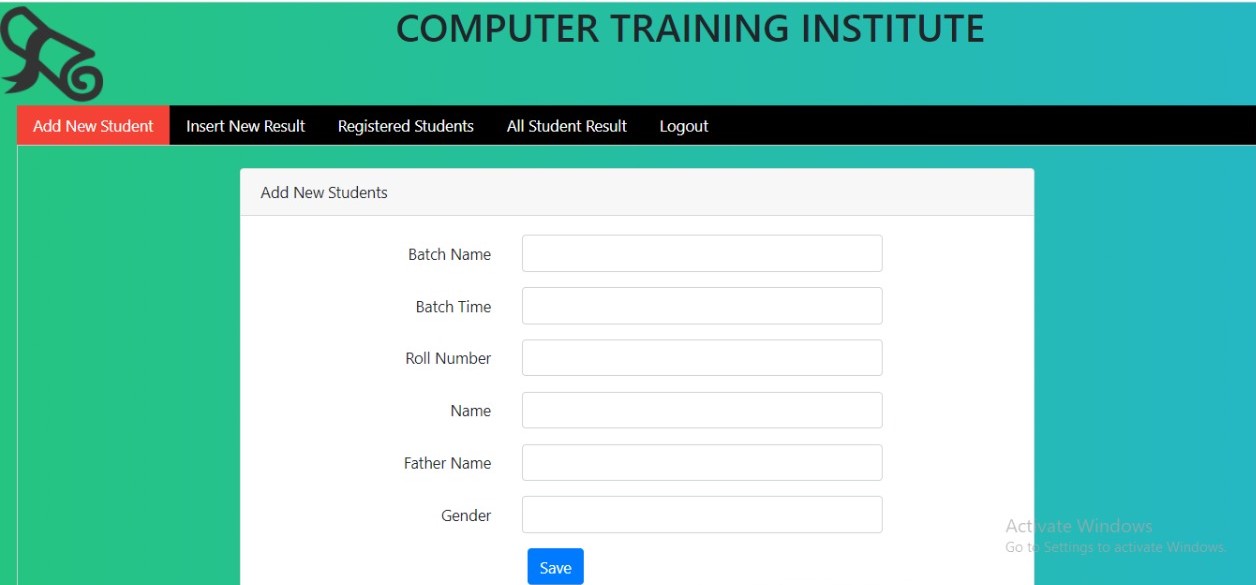 COMPUTER TRAINING INSTITUTE
Add New Student Insert New Result Registered Students All Student Result Logout
Add New Students
Batch Name
Batch Time
Roll Number
Name
Father Name
Gender
Save
Activate Windows
Go to Settings to activate Windows.